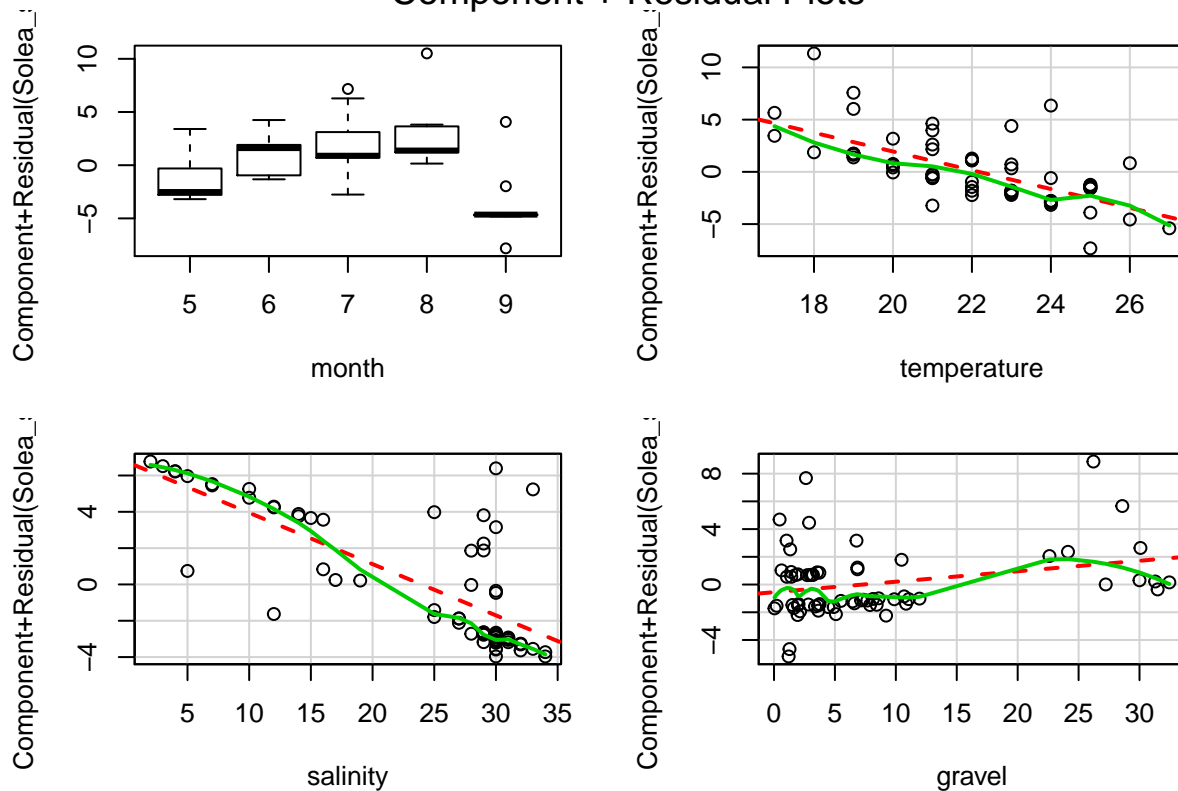 Component + Residual Plots
Component+Residual(Solea_
10
5
0
−5
5 6 7 8 9
month
Component+Residual(Solea_
10
5
0
−5
18 20 22 24 26
temperature
Component+Residual(Solea_
4
0
−4
5 10 15 20 25 30 35
salinity
Component+Residual(Solea_
8
4
0
−4
0 5 10 15 20 25 30
gravel